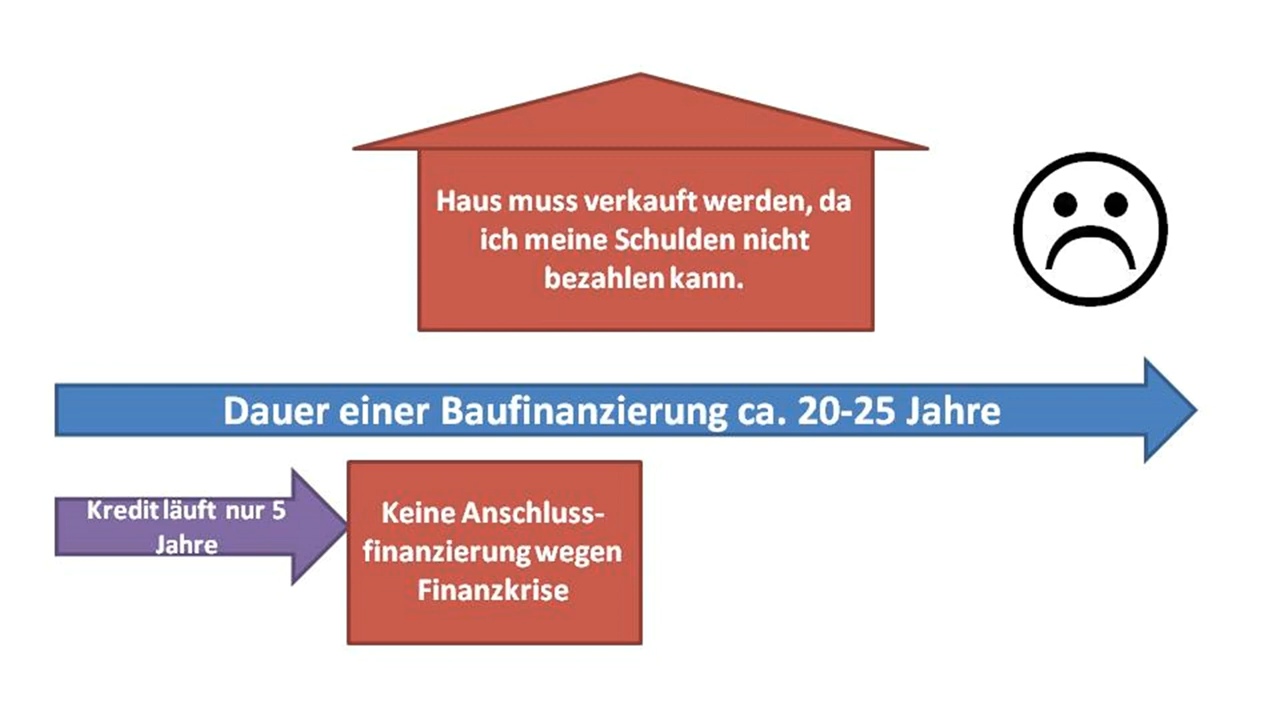 Haus muss verkauft werden, da
ich meine Schulden nicht
bezahlen kann.
Dauer einer Baufinanzierung ca. 20-25 Jahre
Kredit läuft nur 5
Jahre
Keine Anschluss-
finanzierung wegen
Finanzkrise